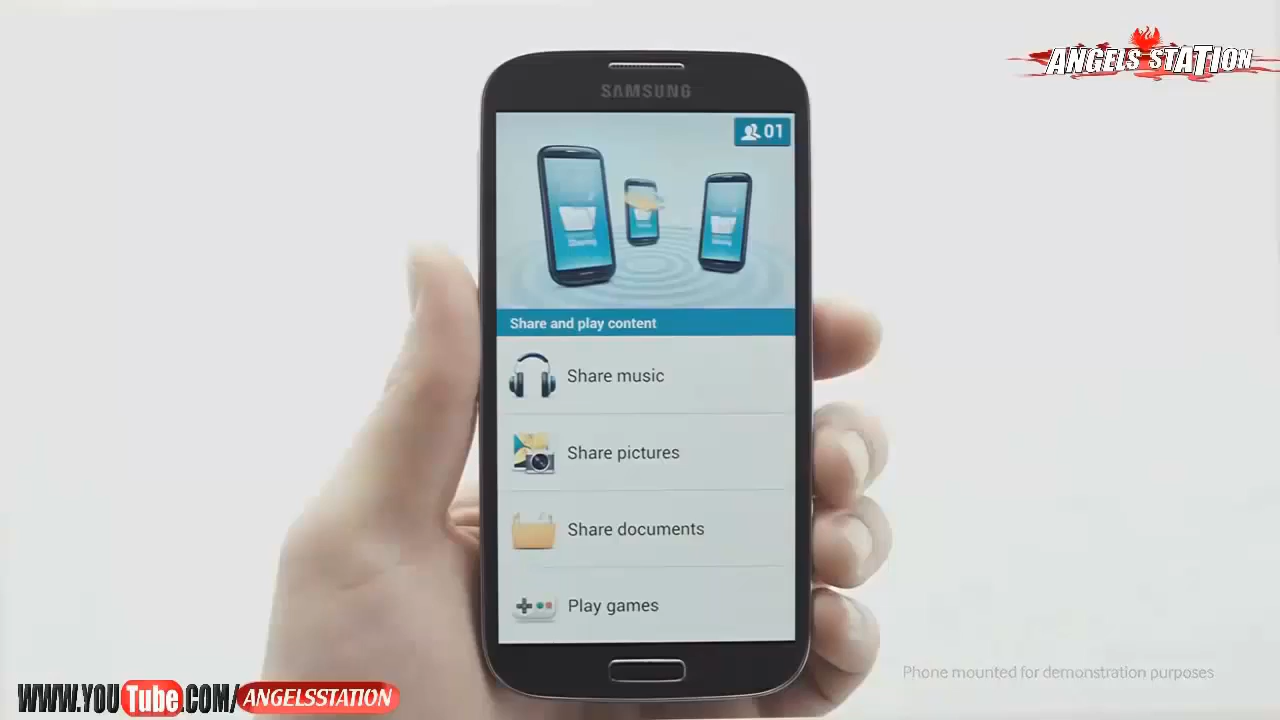 ANGELS STATION
SAMSUNG
01
Share and play content
Share music
Share pictures
Share documents
Play games
Phone mounted for demonstration purposes
WWW.YOUTube.COM/ANGELSSTATION